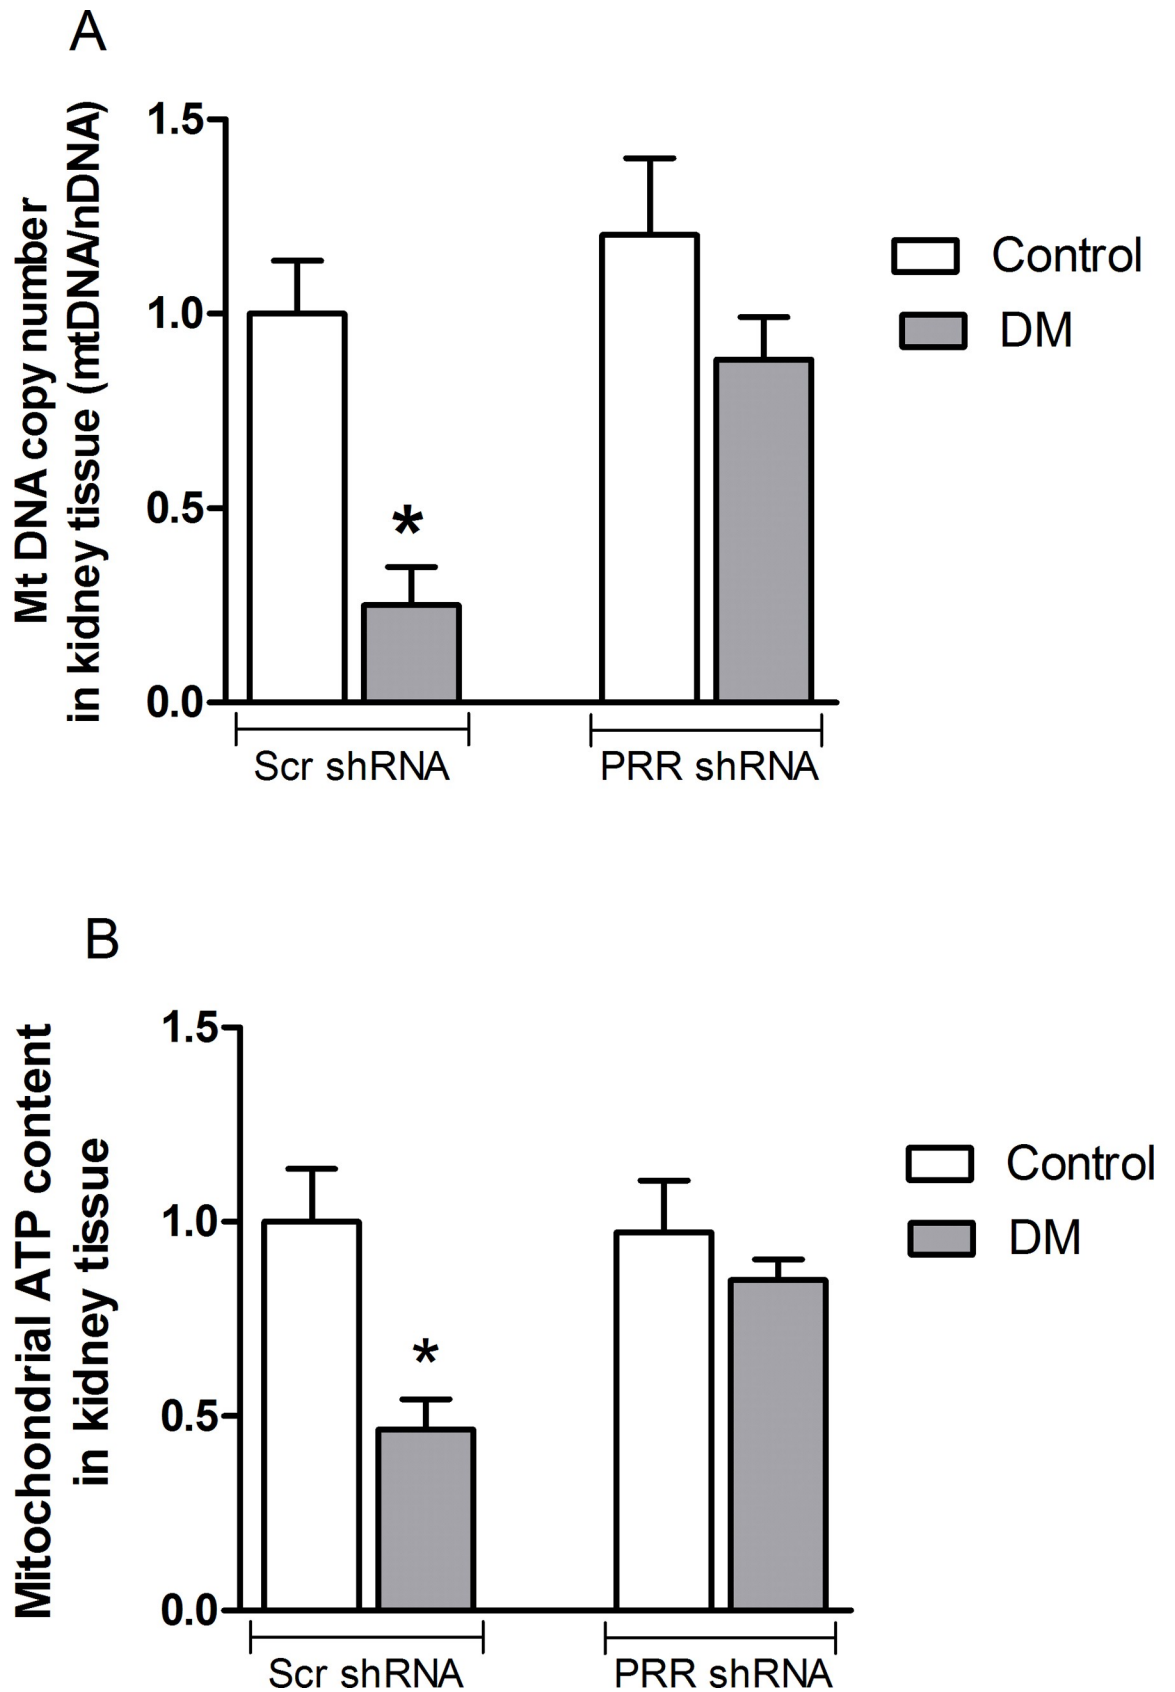 A
Mt DNA copy number
in kidney tissue (mtDNA/nDNA)
1.5
1.0
0.5
0.0
*
Scr shRNA
PRR shRNA
Control
DM
B
Mitochondrial ATP content
in kidney tissue
1.5
1.0
0.5
0.0
*
Scr shRNA
PRR shRNA
Control
DM